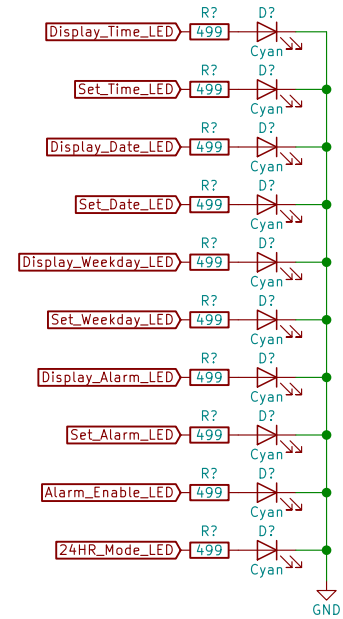 R? D?
Display_Time_LED 499
Cyan
R? D?
Set_Time_LED 499
Cyan
R? D?
Display_Date_LED 499
Cyan
R? D?
Set_Date_LED 499
Cyan
R? D?
Display_Weekday_LED 499
Cyan
R? D?
Set_Weekday_LED 499
Cyan
R? D?
Display_Alarm_LED 499
Cyan
R? D?
Set_Alarm_LED 499
Cyan
R? D?
Alarm_Enable_LED 499
Cyan
R? D?
24HR_Mode_LED 499
Cyan
GND